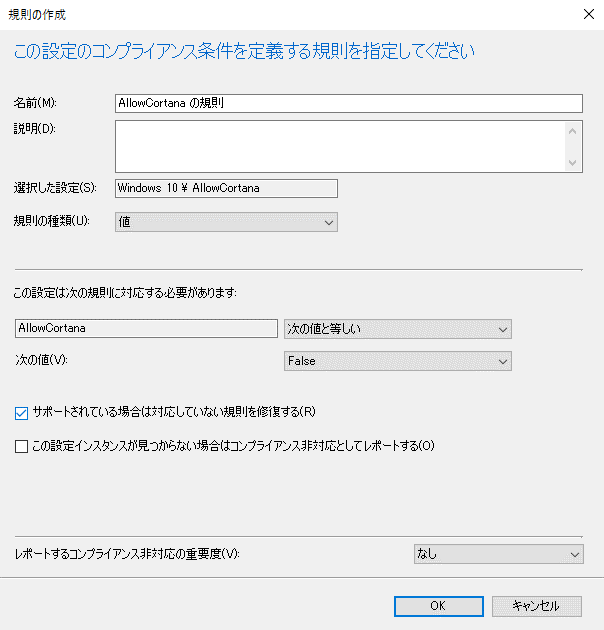 規則の作成
この設定のコンプライアンス条件を定義する規則を指定してください
名前(M): AllowCortana の規則
説明(D):
選択した設定(S): Windows 10 ¥ AllowCortana
規則の種類(U): 値
この設定は次の規則に対応する必要があります:
AllowCortana 次の値と等しい
次の値(V): False
サポートされている場合は対応していない規則を修復する(R)
この設定インスタンスが見つからない場合はコンプライアンス非対応としてレポートする(O)
レポートするコンプライアンス非対応の重要度(V): なし
OK キャンセル